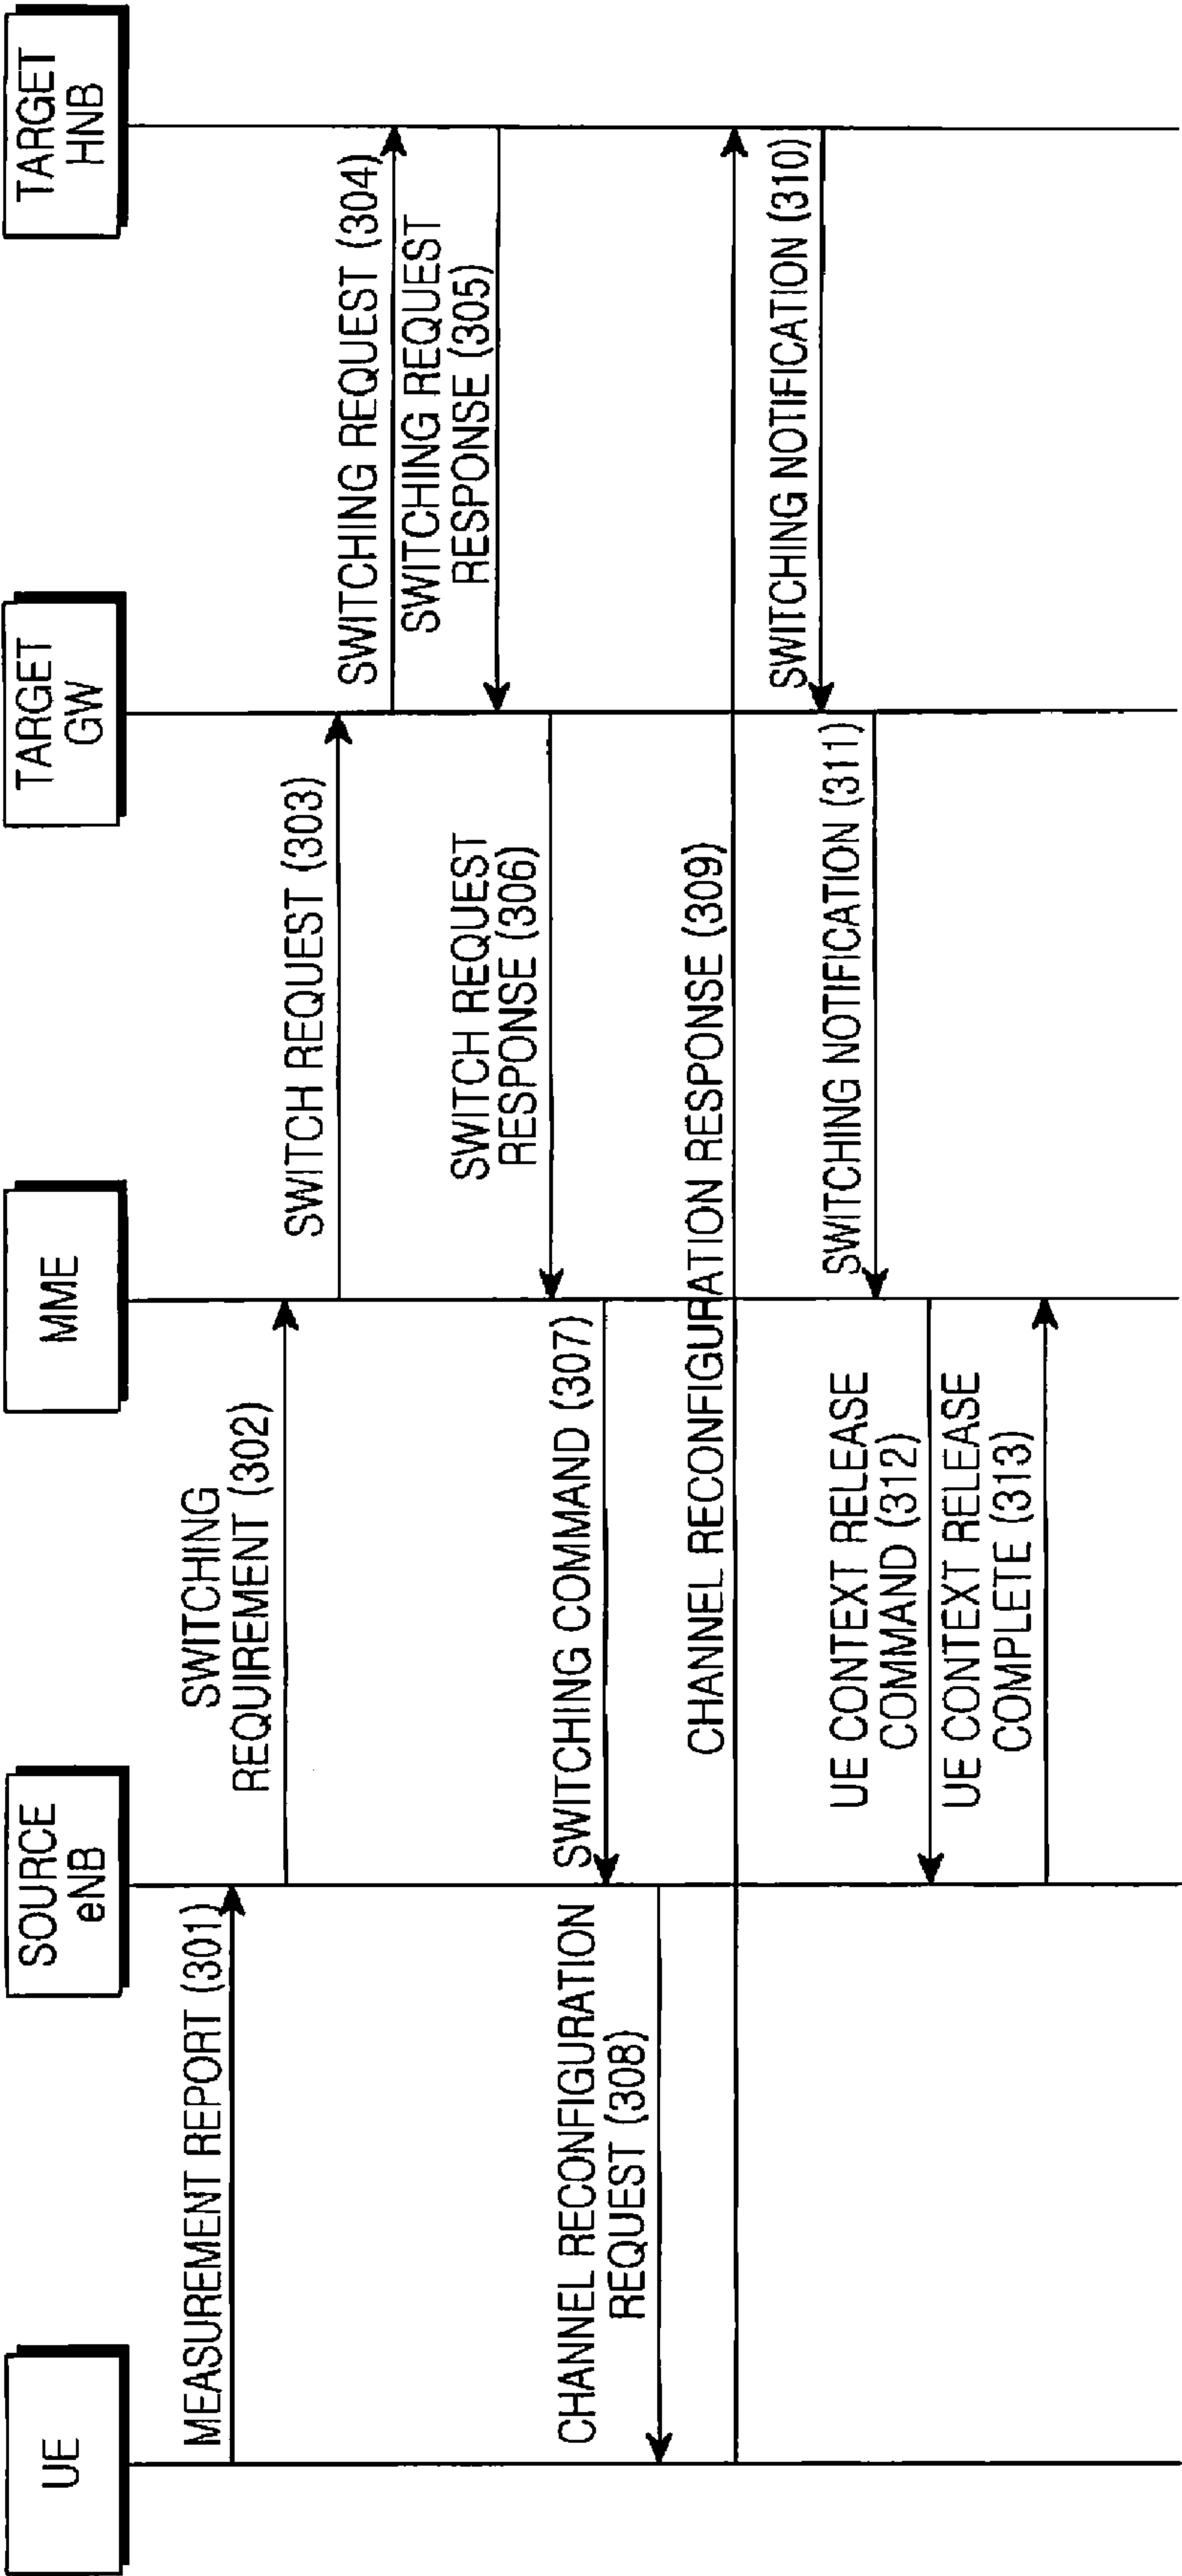 UE
SOURCE
eNB
MME
TARGET
GW
TARGET
HNB
MEASUREMENT REPORT (301)
SWITCHING
REQUIREMENT (302)
SWITCH REQUEST (303)
SWITCHING REQUEST (304)
SWITCHING REQUEST
RESPONSE (305)
SWITCH REQUEST
RESPONSE (306)
SWITCHING COMMAND (307)
CHANNEL RECONFIGURATION
REQUEST (308)
CHANNEL RECONFIGURATION RESPONSE (309)
SWITCHING NOTIFICATION (310)
SWITCHING NOTIFICATION (311)
UE CONTEXT RELEASE
COMMAND (312)
UE CONTEXT RELEASE
COMPLETE (313)